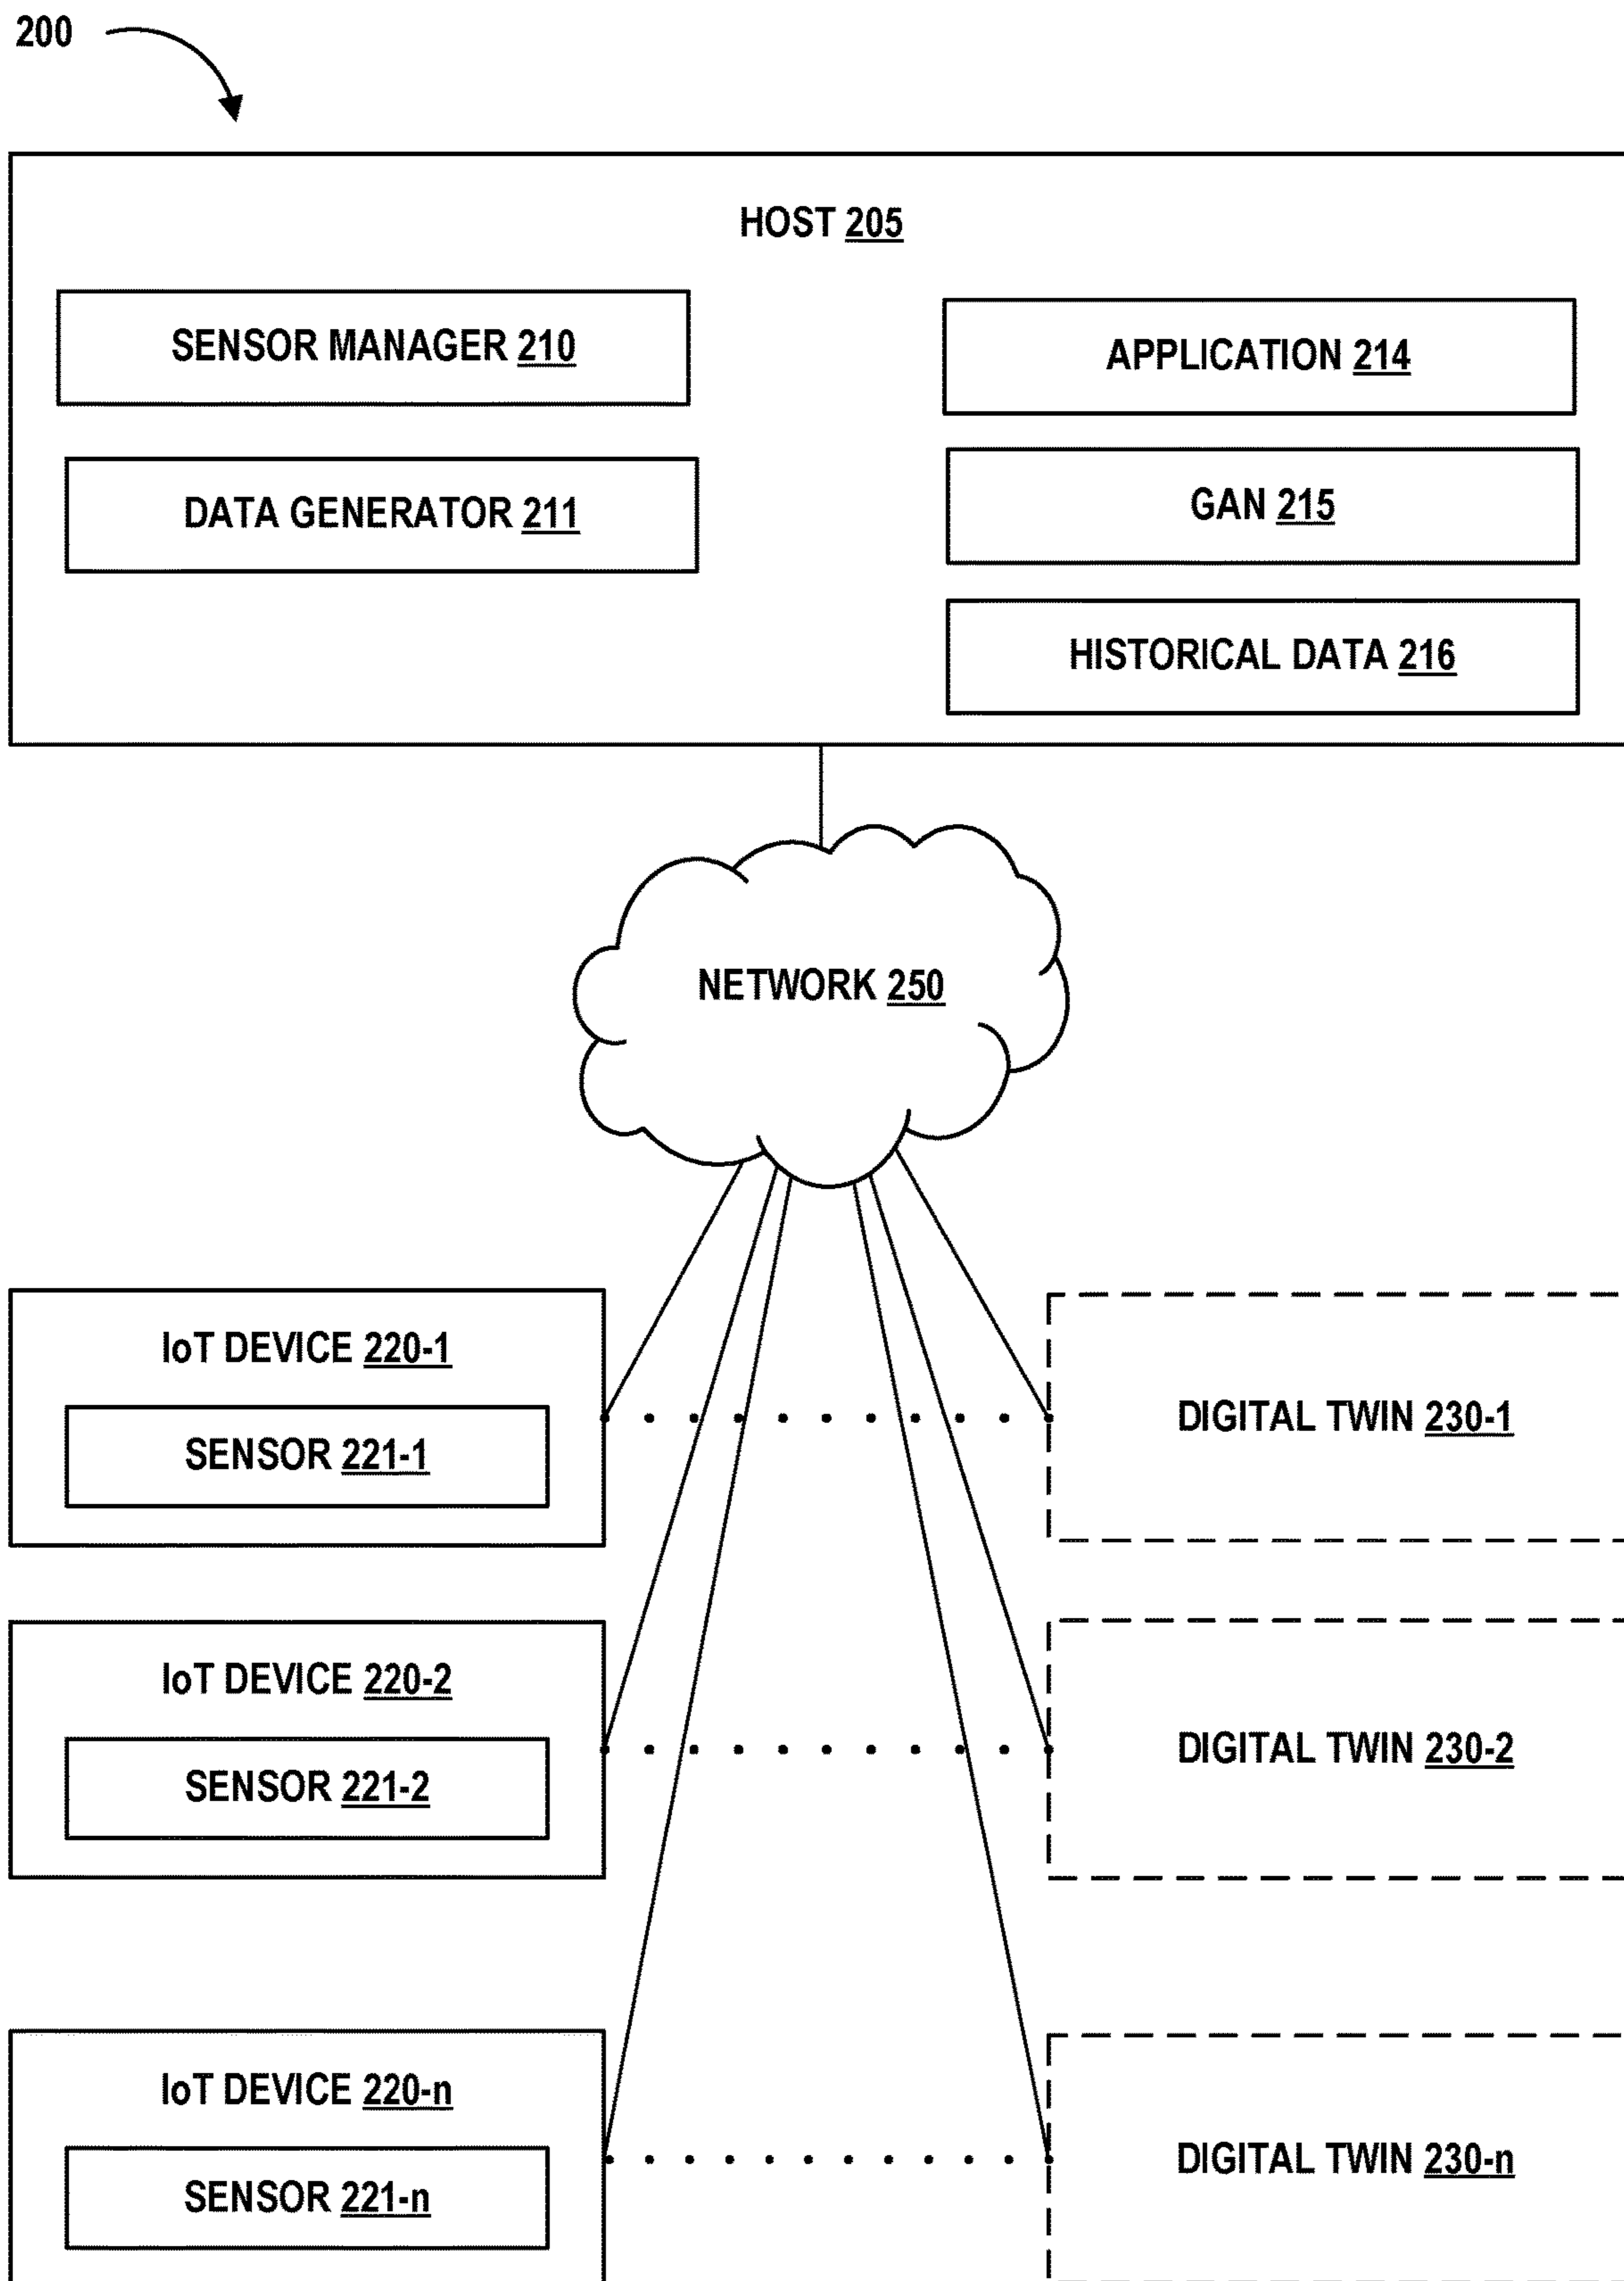 200
HOST 205
SENSOR MANAGER 210
APPLICATION 214
DATA GENERATOR 211
GAN 215
HISTORICAL DATA 216
NETWORK 250
IoT DEVICE 220-1
SENSOR 221-1
DIGITAL TWIN 230-1
IoT DEVICE 220-2
SENSOR 221-2
DIGITAL TWIN 230-2
IoT DEVICE 220-n
SENSOR 221-n
DIGITAL TWIN 230-n